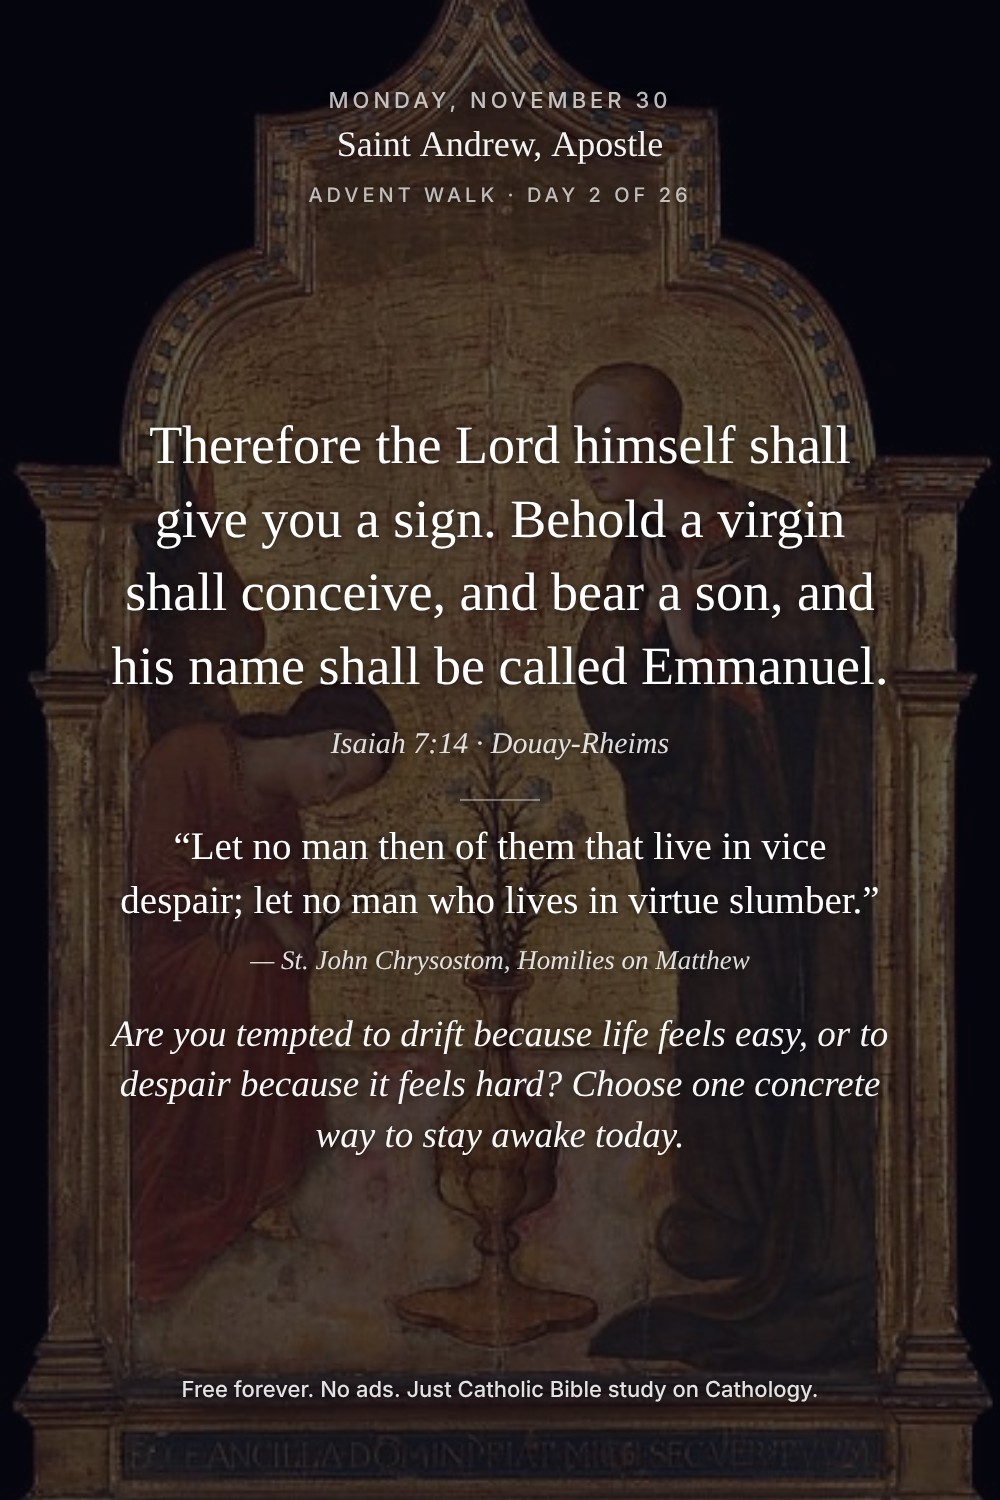 MONDAY, NOVEMBER 30
Saint Andrew, Apostle
ADVENT WALK · DAY 2 OF 26
Therefore the Lord himself shall
give you a sign. Behold a virgin
shall conceive, and bear a son, and
his name shall be called Emmanuel.
Isaiah 7:14 · Douay-Rheims
“Let no man then of them that live in vice
despair; let no man who lives in virtue slumber.”
— St. John Chrysostom, Homilies on Matthew
Are you tempted to drift because life feels easy, or to
despair because it feels hard? Choose one concrete
way to stay awake today.
Free forever. No ads. Just Catholic Bible study on Cathology.
ANCILLA DOMINI